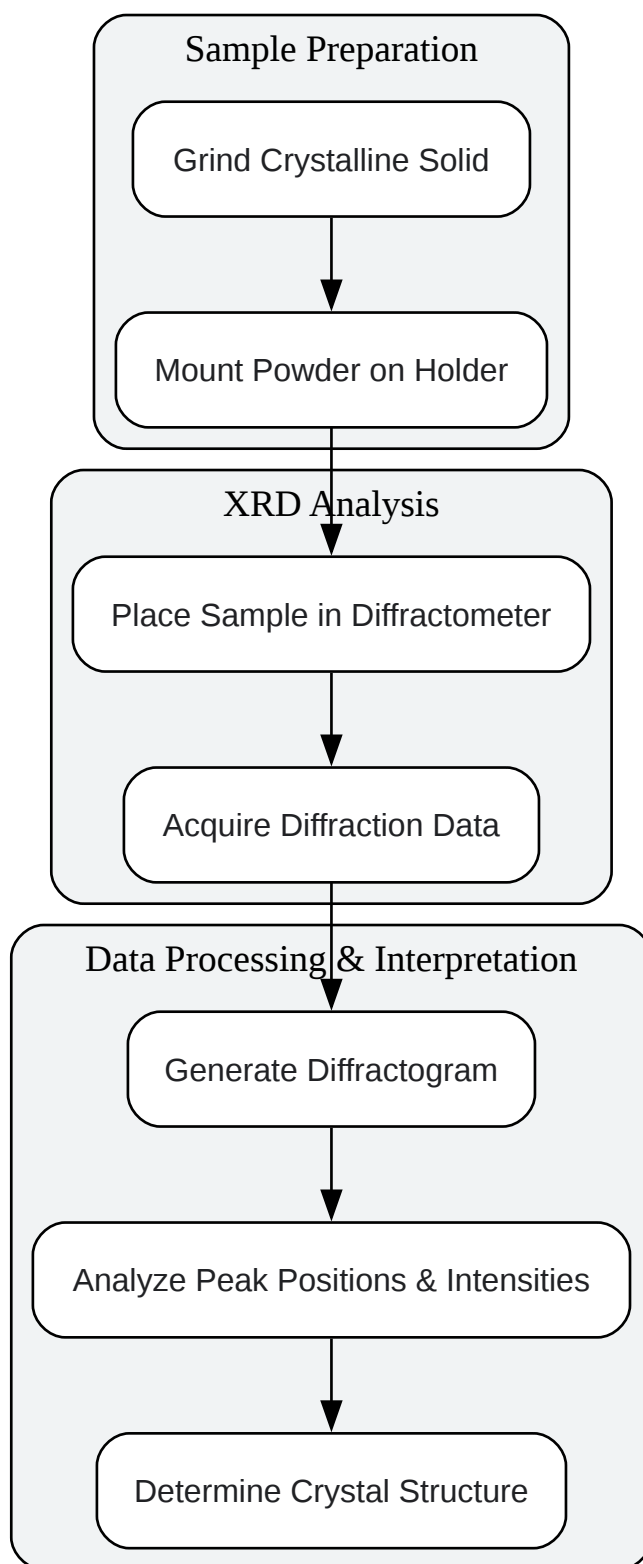 Sample Preparation
Grind Crystalline Solid
Mount Powder on Holder
XRD Analysis
Place Sample in Diffractometer
Acquire Diffraction Data
Data Processing & Interpretation
Generate Diffractogram
Analyze Peak Positions & Intensities
Determine Crystal Structure